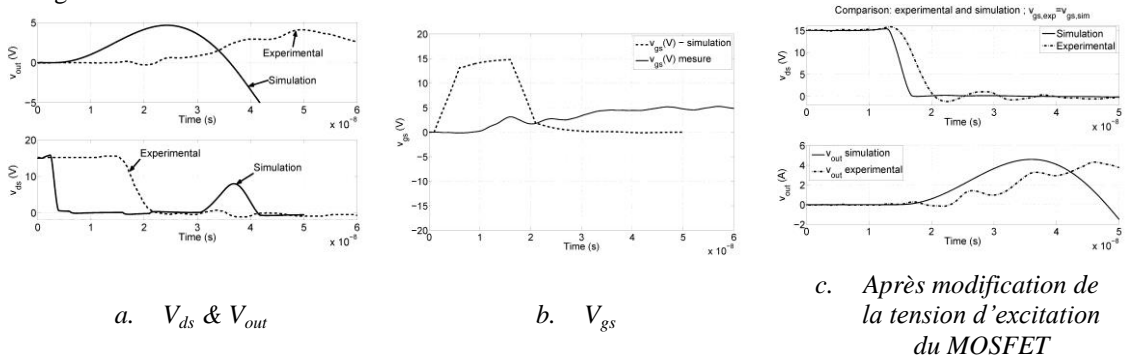 v_out (V)
5
0
−5
Experimental
Simulation
0 1 2 3 4 5 6
Time (s)
x 10⁻⁸
v_ds (V)
20
10
0
Experimental
Simulation
0 1 2 3 4 5 6
Time (s)
x 10⁻⁸
a. V_ds & V_out
v_gs (V)
20
15
10
5
0
−5
−10
−15
−20
v_gs(V) − simulation
v_gs(V) mesure
0 1 2 3 4 5 6
Time (s)
x 10⁻⁸
b. V_gs
Comparison: experimental and simulation ; v_gs,exp=v_gs,sim
v_ds (V)
15
10
5
0
Simulation
Experimental
0 1 2 3 4 5
Time (s)
x 10⁻⁸
v_out (A)
6
4
2
0
−2
v_out simulation
v_out experimental
0 1 2 3 4 5
Time (s)
x 10⁻⁸
c. Après modification de
la tension d’excitation
du MOSFET